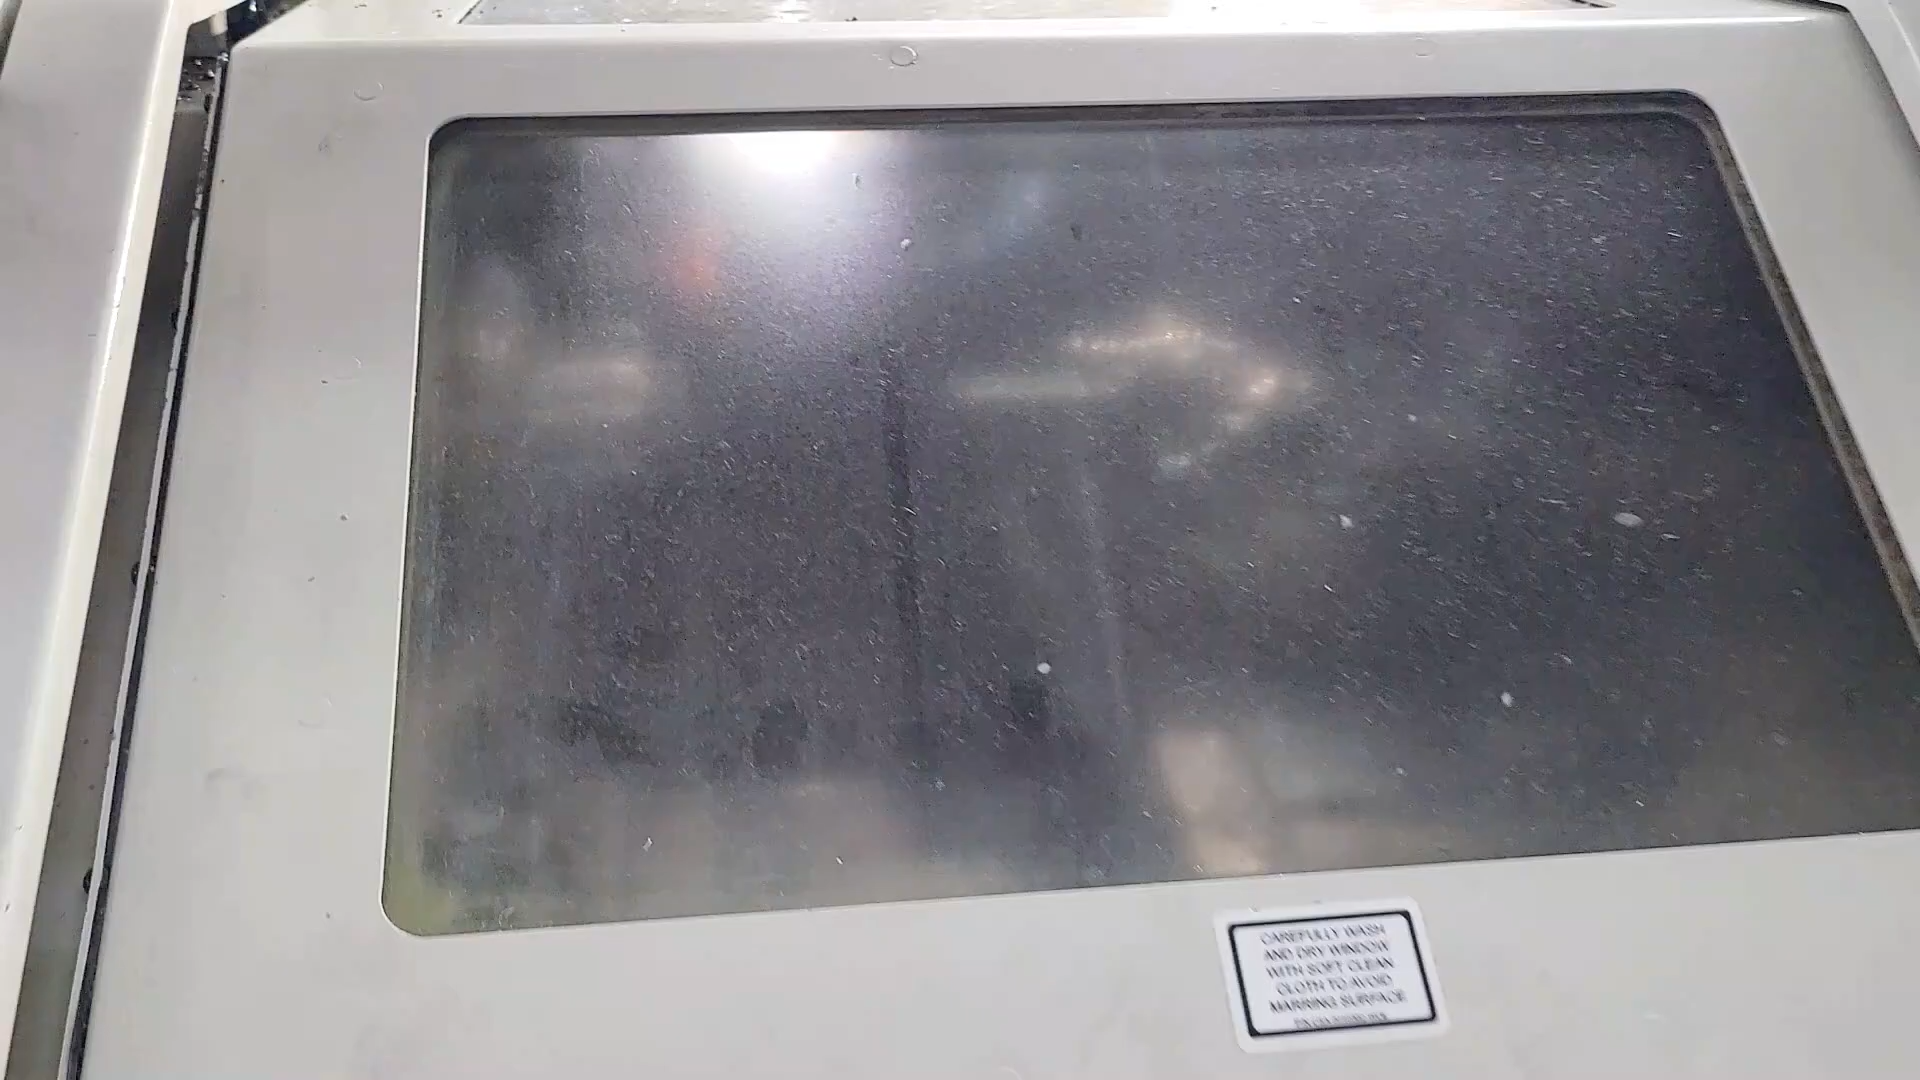 CAREFULLY WASH
AND DRY WINDOW
WITH SOFT CLEAN
CLOTH TO AVOID
MARRING SURFACE